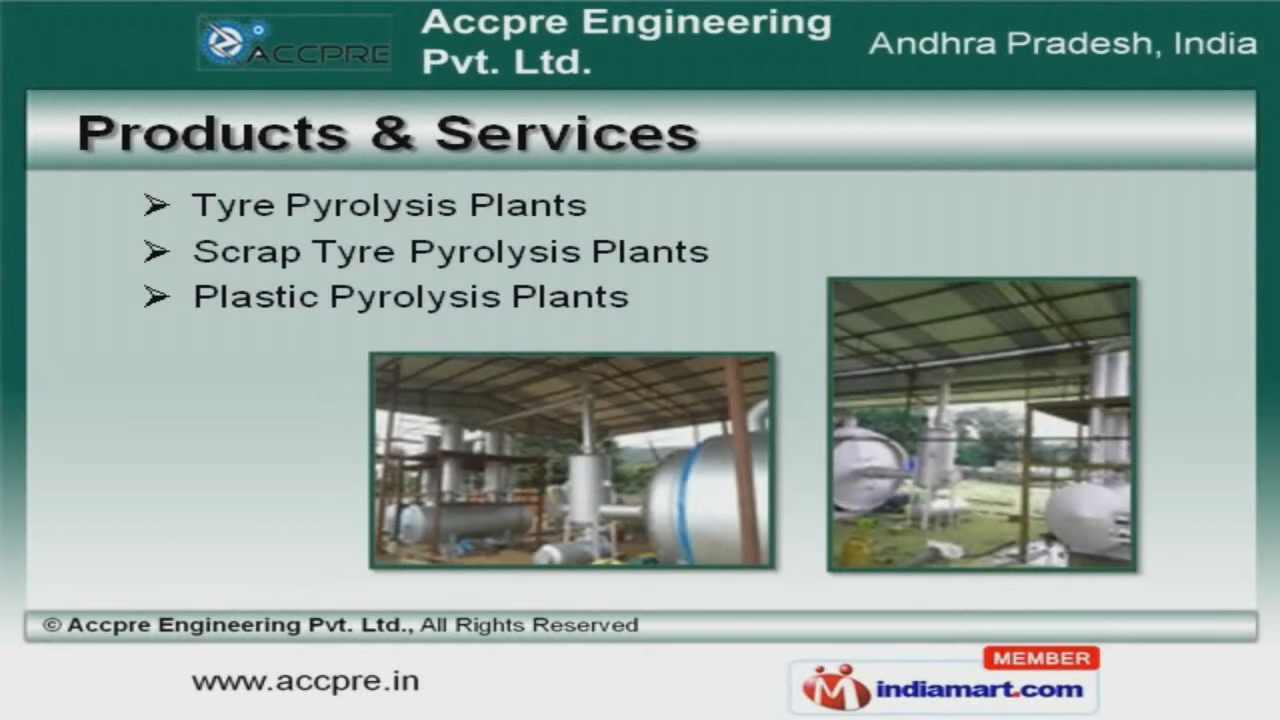 ACCPRE
Accpre Engineering
Pvt. Ltd.
Andhra Pradesh, India
Products & Services
➢ Tyre Pyrolysis Plants
➢ Scrap Tyre Pyrolysis Plants
➢ Plastic Pyrolysis Plants
© Accpre Engineering Pvt. Ltd., All Rights Reserved
www.accpre.in
MEMBER
indiamart.com